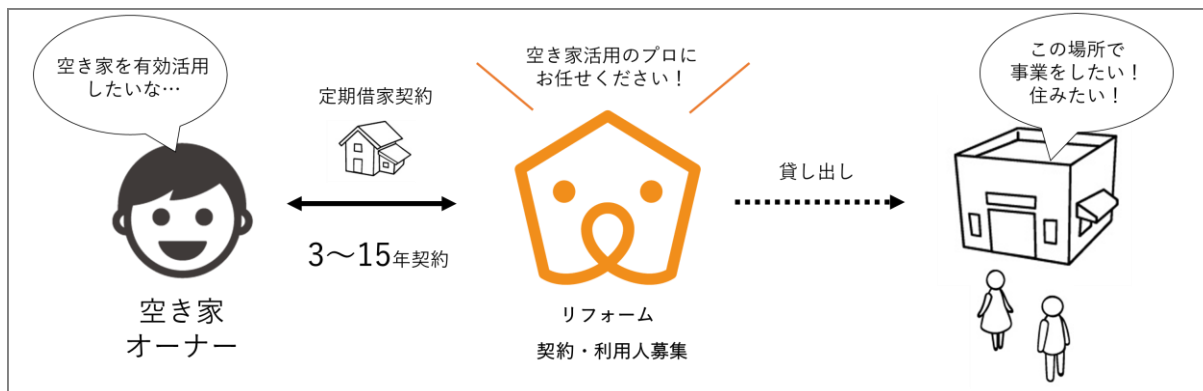 空き家を有効活用
したいな…
定期借家契約
3～15年契約
空き家
オーナー
空き家活用のプロに
お任せください！
リフォーム
契約・利用人募集
貸し出し
この場所で
事業をしたい！
住みたい！